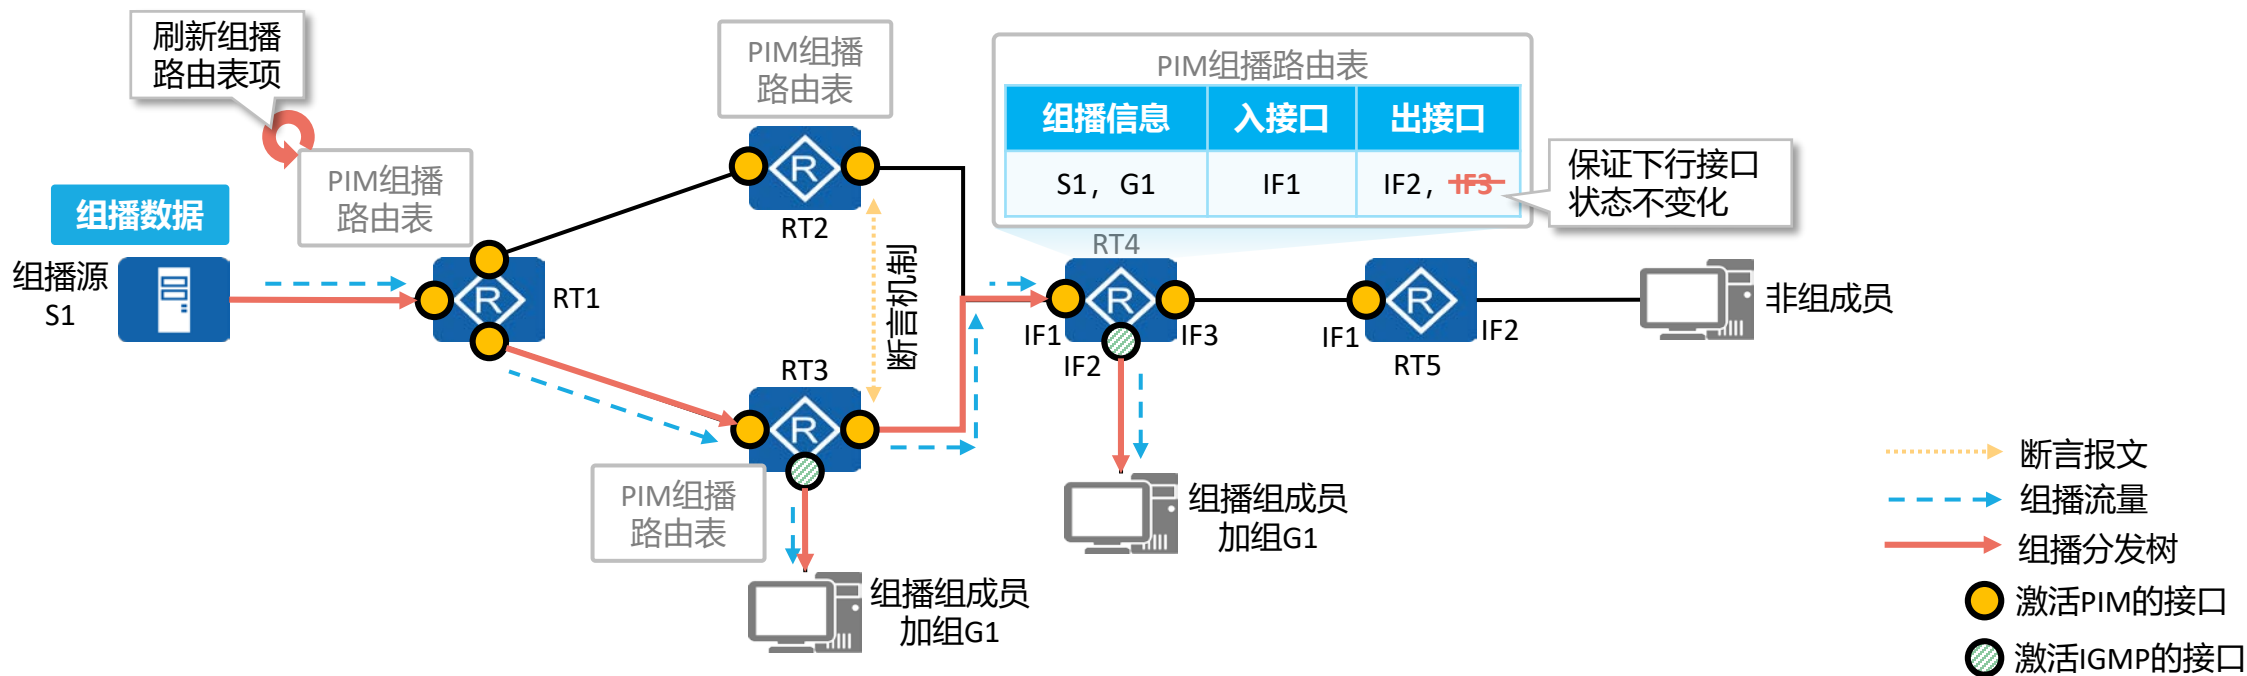 刷新组播
路由表项
PIM组播
路由表
PIM组播路由表
组播信息 入接口 出接口
S1， G1 IF1 IF2，IF3
保证下行接口
状态不变化
PIM组播
路由表
组播数据
组播源
S1
RT1
RT2
断言机制
RT3
RT4
IF1
IF2
IF3
IF1
RT5
IF2
非组成员
PIM组播
路由表
组播组成员
加组G1
组播组成员
加组G1
断言报文
组播流量
组播分发树
激活PIM的接口
激活IGMP的接口
R
R
R
R
R